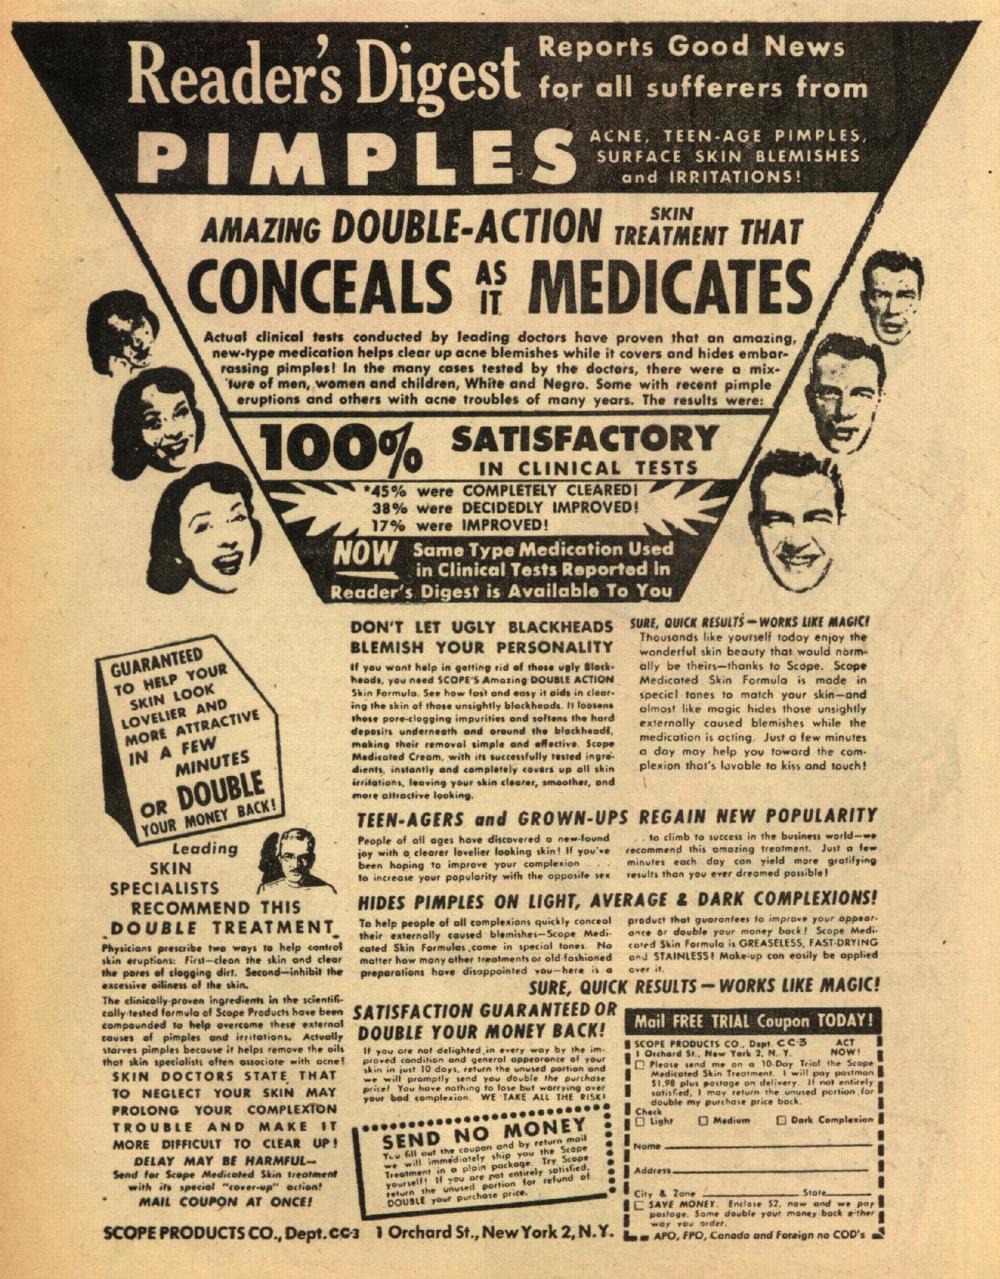 Reader's Digest
Reports Good News
for all sufferers from
PIMPLES
ACNE, TEEN-AGE PIMPLES,
SURFACE SKIN BLEMISHES
and IRRITATIONS!
AMAZING DOUBLE-ACTION SKIN TREATMENT THAT
CONCEALS AS IT MEDICATES
Actual clinical tests conducted by leading doctors have proven that an amazing,
new-type medication helps clear up acne blemishes while it covers and hides embar-
rassing pimples! In the many cases tested by the doctors, there were a mix-
ture of men, women and children, White and Negro. Some with recent pimple
eruptions and others with acne troubles of many years. The results were:
100% SATISFACTORY
IN CLINICAL TESTS
*45% were COMPLETELY CLEARED!
38% were DECIDEDLY IMPROVED!
17% were IMPROVED!
NOW Same Type Medication Used
in Clinical Tests Reported In
Reader's Digest is Available To You
GUARANTEED
TO HELP YOUR
SKIN LOOK
LOVELIER AND
MORE ATTRACTIVE
IN A FEW
MINUTES
OR DOUBLE
YOUR MONEY BACK!
Leading
SKIN
SPECIALISTS
RECOMMEND THIS
DOUBLE TREATMENT
Physicians prescribe two ways to help control
skin eruptions: First—clean the skin and clear
the pores of clogging dirt. Second—inhibit the
excessive oiliness of the skin.
The clinically-proven ingredients in the scientifi-
cally-tested formula of Scope Products have been
compounded to help overcome these external
causes of pimples and irritations. Actually
starves pimples because it helps remove the oils
that skin specialists often associate with acne!
SKIN DOCTORS STATE THAT
TO NEGLECT YOUR SKIN MAY
PROLONG YOUR COMPLEXION
TROUBLE AND MAKE IT
MORE DIFFICULT TO CLEAR UP!
DELAY MAY BE HARMFUL—
Send for Scope Medicated Skin treatment
with its special "cover-up" action!
MAIL COUPON AT ONCE!
DON'T LET UGLY BLACKHEADS
BLEMISH YOUR PERSONALITY
If you want help in getting rid of those ugly Black-
heads, you need SCOPE'S Amazing DOUBLE ACTION
Skin Formula. See how fast and easy it aids in clear-
ing the skin of those unsightly blackheads. It loosens
those pore-clogging impurities and softens the hard
deposits underneath and around the blackhead,
making their removal simple and effective. Scope
Medicated Cream, with its successfully tested ingre-
dients, instantly and completely covers up all skin
irritations, leaving your skin clearer, smoother, and
more attractive looking.
SURE, QUICK RESULTS—WORKS LIKE MAGIC!
Thousands like yourself today enjoy the
wonderful skin beauty that would norm-
ally be theirs—thanks to Scope. Scope
Medicated Skin Formula is made in
special tones to match your skin—and
almost like magic hides those unsightly
externally caused blemishes while the
medication is acting. Just a few minutes
a day may help you toward the com-
plexion that's lovable to kiss and touch!
TEEN-AGERS and GROWN-UPS REGAIN NEW POPULARITY
People of all ages have discovered a new-found
joy with a clearer lovelier looking skin! If you've
been hoping to improve your complexion . . .
to increase your popularity with the opposite sex
. . . to climb to success in the business world—we
recommend this amazing treatment. Just a few
minutes each day can yield more gratifying
results than you ever dreamed possible!
HIDES PIMPLES ON LIGHT, AVERAGE & DARK COMPLEXIONS!
To help people of all complexions quickly conceal
their externally caused blemishes—Scope Medi-
cated Skin Formulas come in special tones. No
matter how many other treatments or old-fashioned
preparations have disappointed you—here is a
product that guarantees to improve your appear-
ance or double your money back! Scope Medi-
cated Skin Formula is GREASELESS, FAST-DRYING
and STAINLESS! Make-up can easily be applied
over it.
SURE, QUICK RESULTS—WORKS LIKE MAGIC!
SATISFACTION GUARANTEED OR
DOUBLE YOUR MONEY BACK!
If you are not delighted in every way by the im-
proved condition and general appearance of your
skin in just 10 days, return the unused portion and
we will promptly send you double the purchase
price! You have nothing to lose but worrying over
your bad complexion. WE TAKE ALL THE RISK!
SEND NO MONEY
You fill out the coupon and by return mail
we will immediately ship you the Scope
Treatment in a plain package. Try Scope
yourself! If you are not entirely satisfied,
return the unused portion for refund of
DOUBLE your purchase price.
Mail FREE TRIAL Coupon TODAY!
SCOPE PRODUCTS CO., Dept. CC-3 ACT
1 Orchard St., New York 2, N. Y. NOW!
Please send me on a 10-Day Trial the Scope
Medicated Skin Treatment. I will pay postman
$1.98 plus postage on delivery. If not entirely
satisfied, I may return the unused portion for
double my purchase price back.
Check
Light Medium Dark Complexion
Name
Address
City & Zone State
SAVE MONEY. Enclose $2. now and we pay
postage. Same double your money back either
way you order.
APO, FPO, Canada and Foreign no COD's
SCOPE PRODUCTS CO., Dept. CC-3 1 Orchard St., New York 2, N.Y.